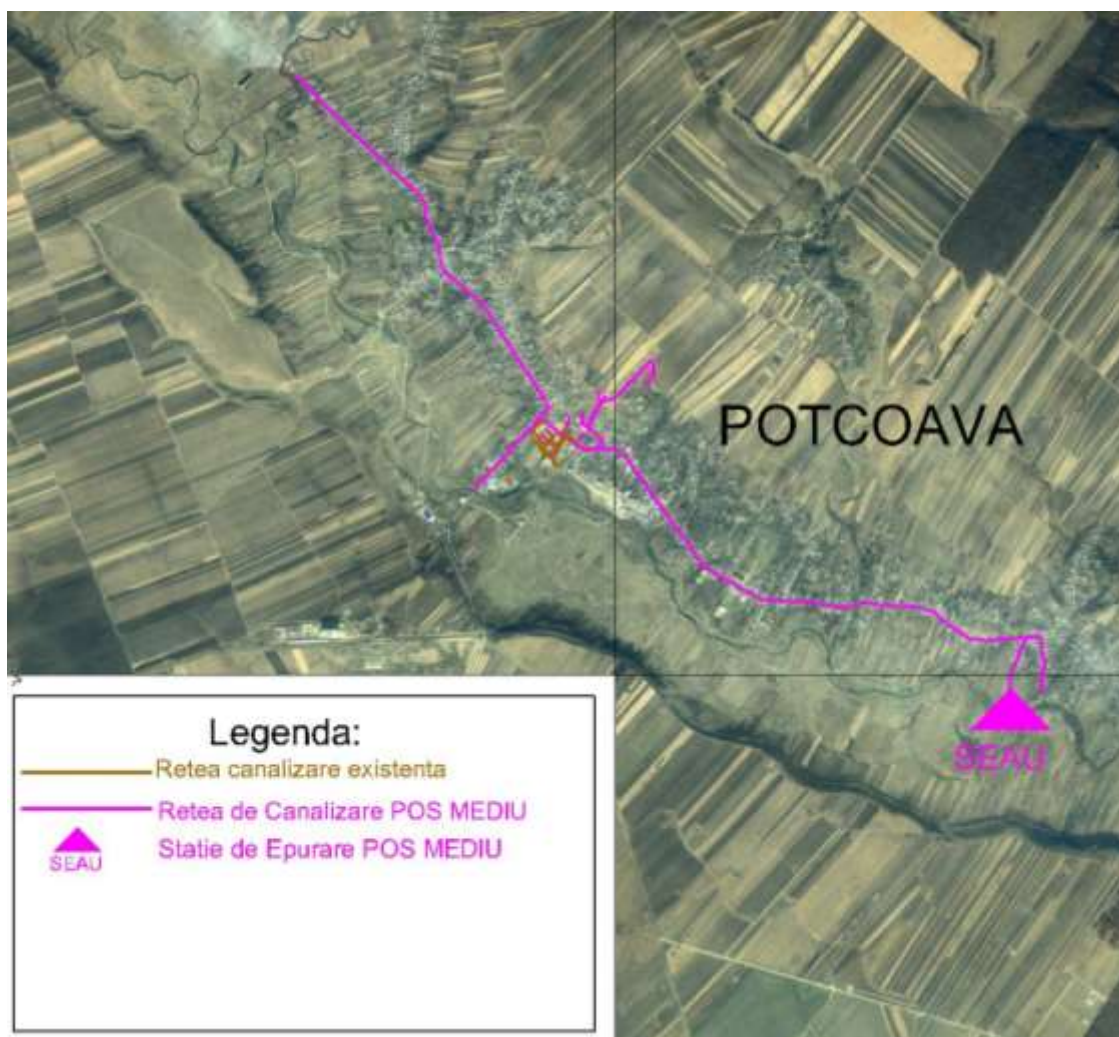 POTCOAVA
SEAU
Legenda:
Retea canalizare existenta
Retea de Canalizare POS MEDIU
SEAU
Statie de Epurare POS MEDIU